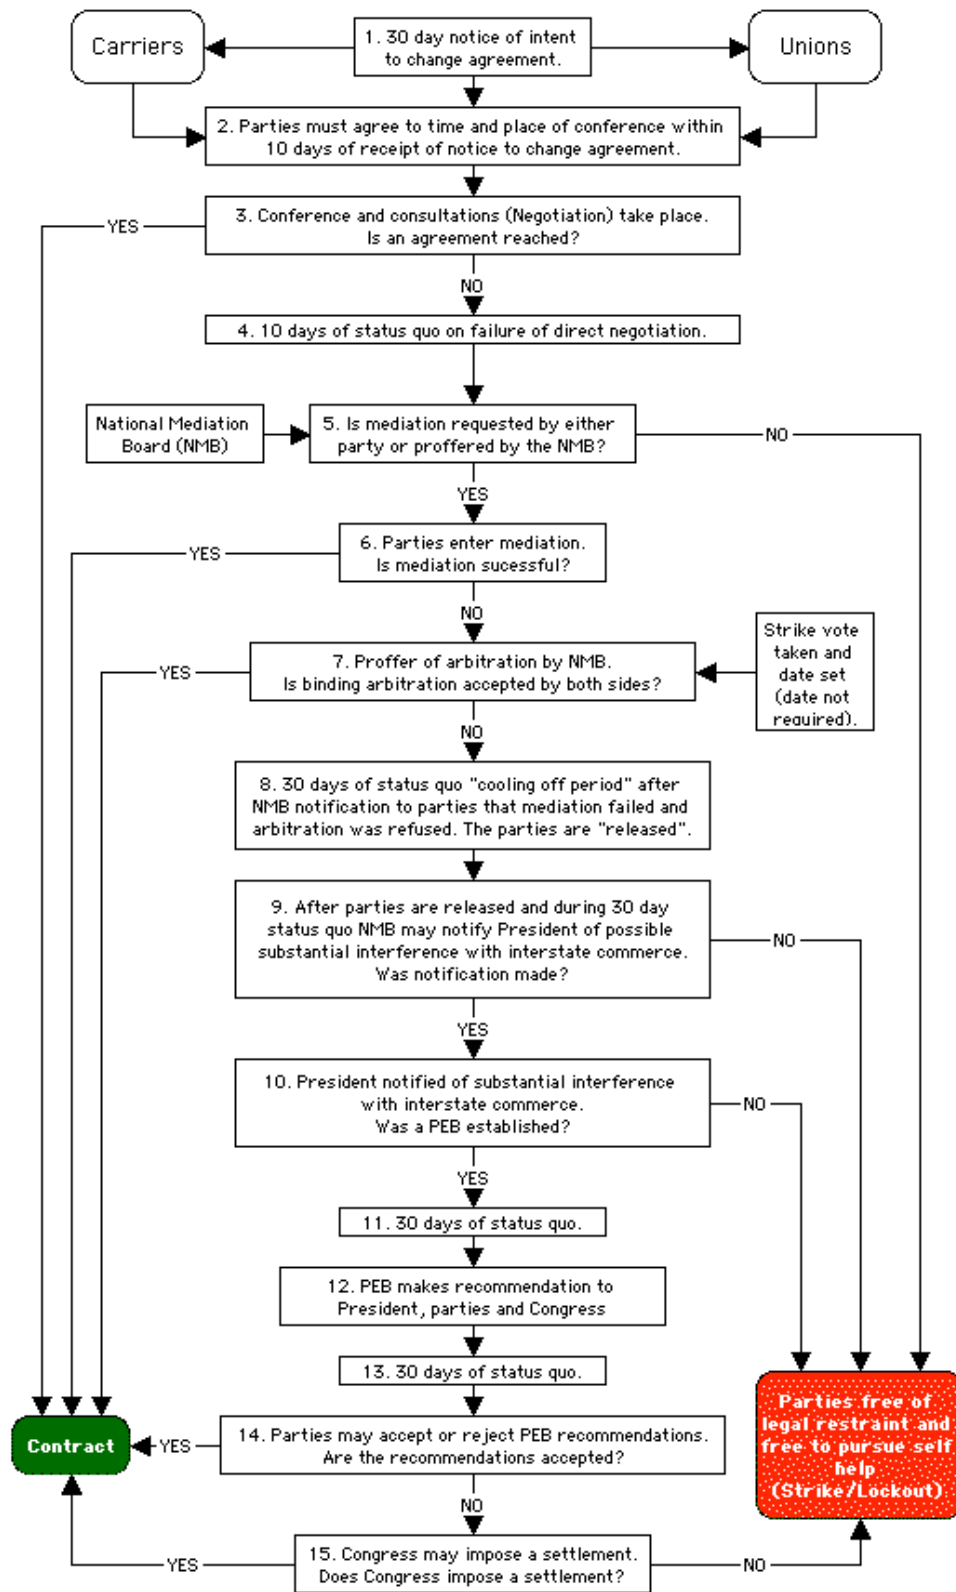 Carriers
1. 30 day notice of intent
to change agreement.
Unions
2. Parties must agree to time and place of conference within
10 days of receipt of notice to change agreement.
YES
3. Conference and consultations (Negotiation) take place.
Is an agreement reached?
NO
4. 10 days of status quo on failure of direct negotiation.
National Mediation
Board (NMB)
5. Is mediation requested by either
party or proffered by the NMB?
NO
YES
YES
6. Parties enter mediation.
Is mediation sucessful?
NO
Strike vote
taken and
date set
(date not
required).
YES
7. Proffer of arbitration by NMB.
Is binding arbitration accepted by both sides?
NO
8. 30 days of status quo "cooling off period" after
NMB notification to parties that mediation failed and
arbitration was refused. The parties are "released".
9. After parties are released and during 30 day
status quo NMB may notify President of possible
substantial interference with interstate commerce.
Was notification made?
NO
YES
10. President notified of substantial interference
with interstate commerce.
Was a PEB established?
NO
YES
11. 30 days of status quo.
12. PEB makes recommendation to
President, parties and Congress
13. 30 days of status quo.
Parties free of
legal restraint and
free to pursue self
help
(Strike/Lockout)
Contract
YES
14. Parties may accept or reject PEB recommendations.
Are the recommendations accepted?
NO
YES
15. Congress may impose a settlement.
Does Congress impose a settlement?
NO